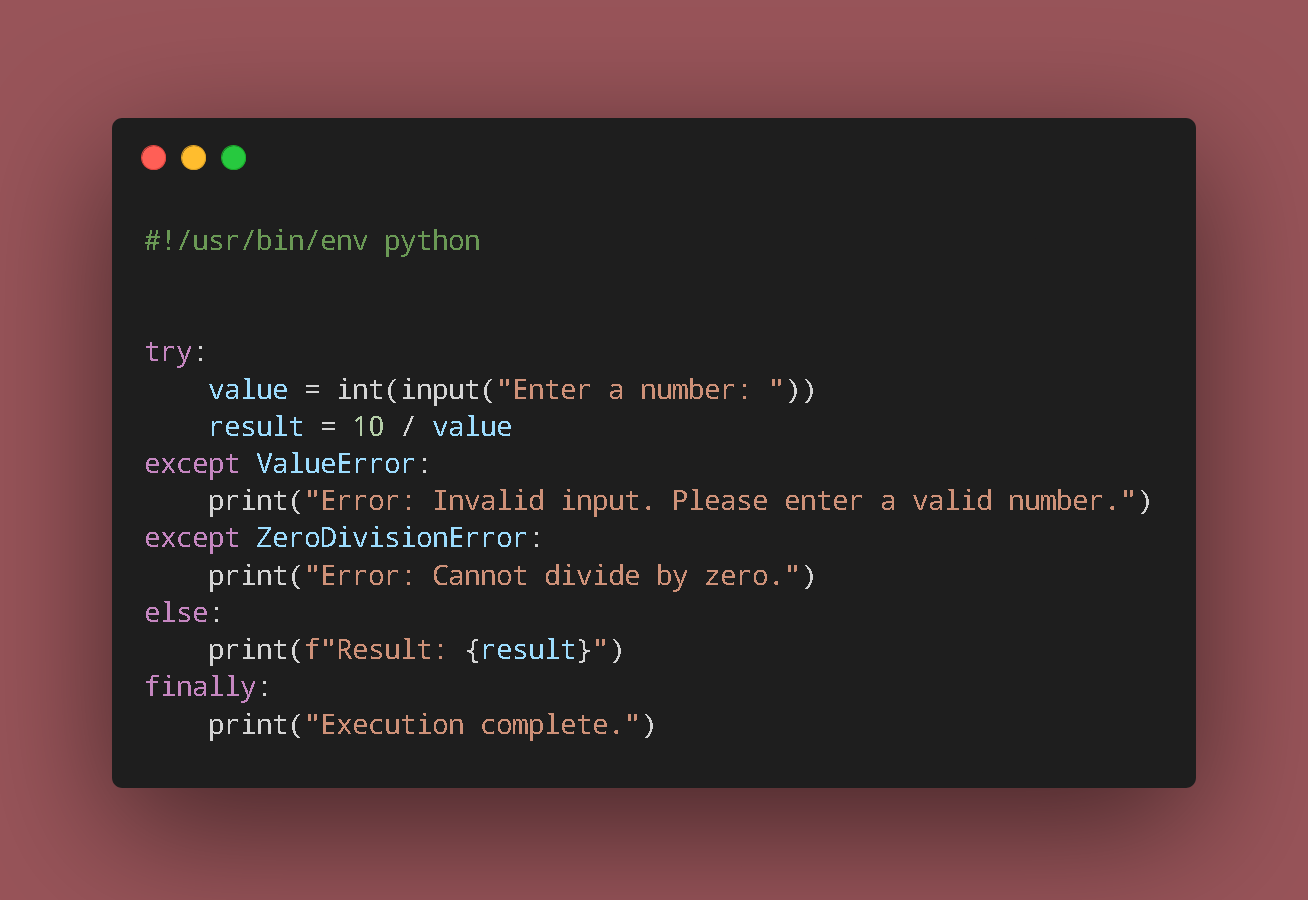 #!/usr/bin/env python
try:
    value = int(input("Enter a number: "))
    result = 10 / value
except ValueError:
    print("Error: Invalid input. Please enter a valid number.")
except ZeroDivisionError:
    print("Error: Cannot divide by zero.")
else:
    print(f"Result: {result}")
finally:
    print("Execution complete.")